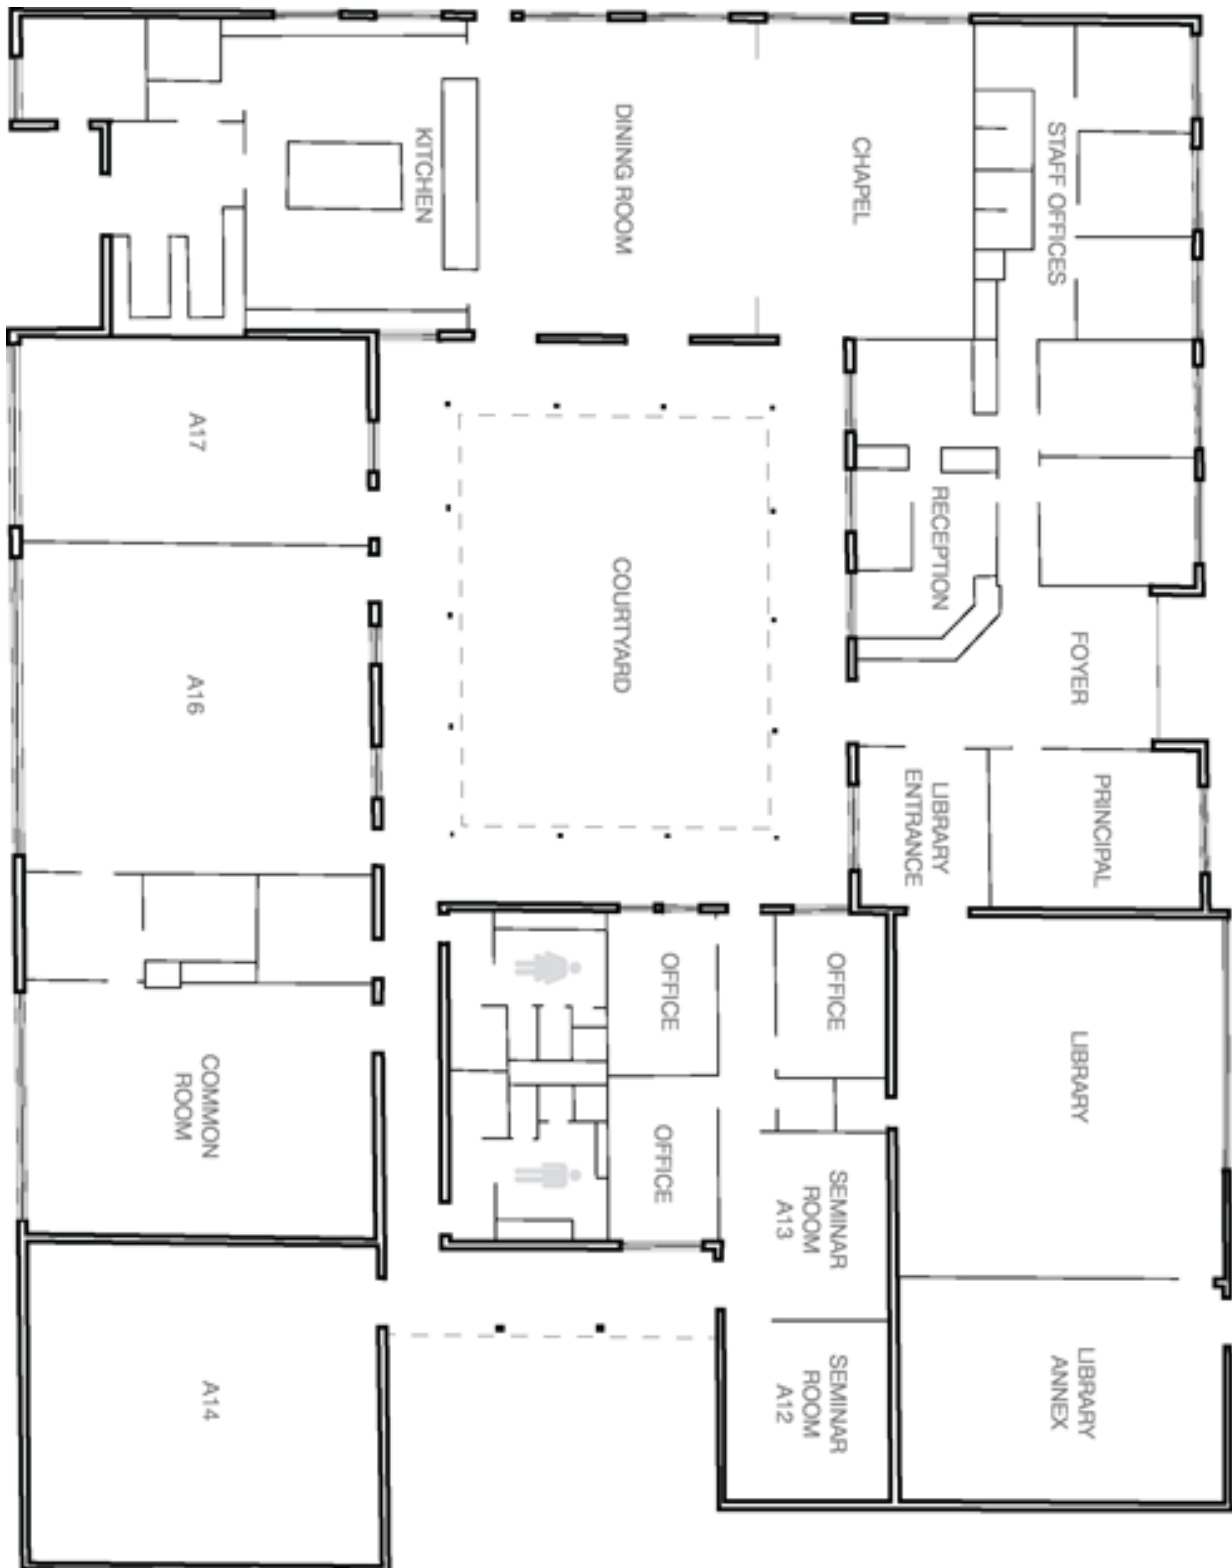 KITCHEN
DINING ROOM
CHAPEL
STAFF OFFICES
A17
A16
COURTYARD
RECEPTION
FOYER
LIBRARY
ENTRANCE
PRINCIPAL
COMMON
ROOM
OFFICE
OFFICE
OFFICE
LIBRARY
SEMINAR
ROOM
A13
A14
SEMINAR
ROOM
A12
LIBRARY
ANNEX